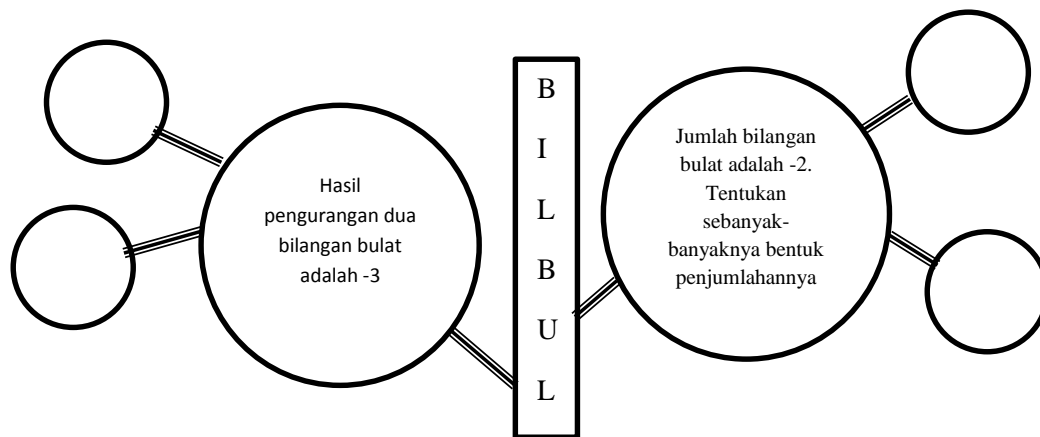 Hasil
pengurangan dua
bilangan bulat
adalah -3
B
I
L
B
U
L
Jumlah bilangan
bulat adalah -2.
Tentukan
sebanyak-
banyaknya bentuk
penjumlahannya